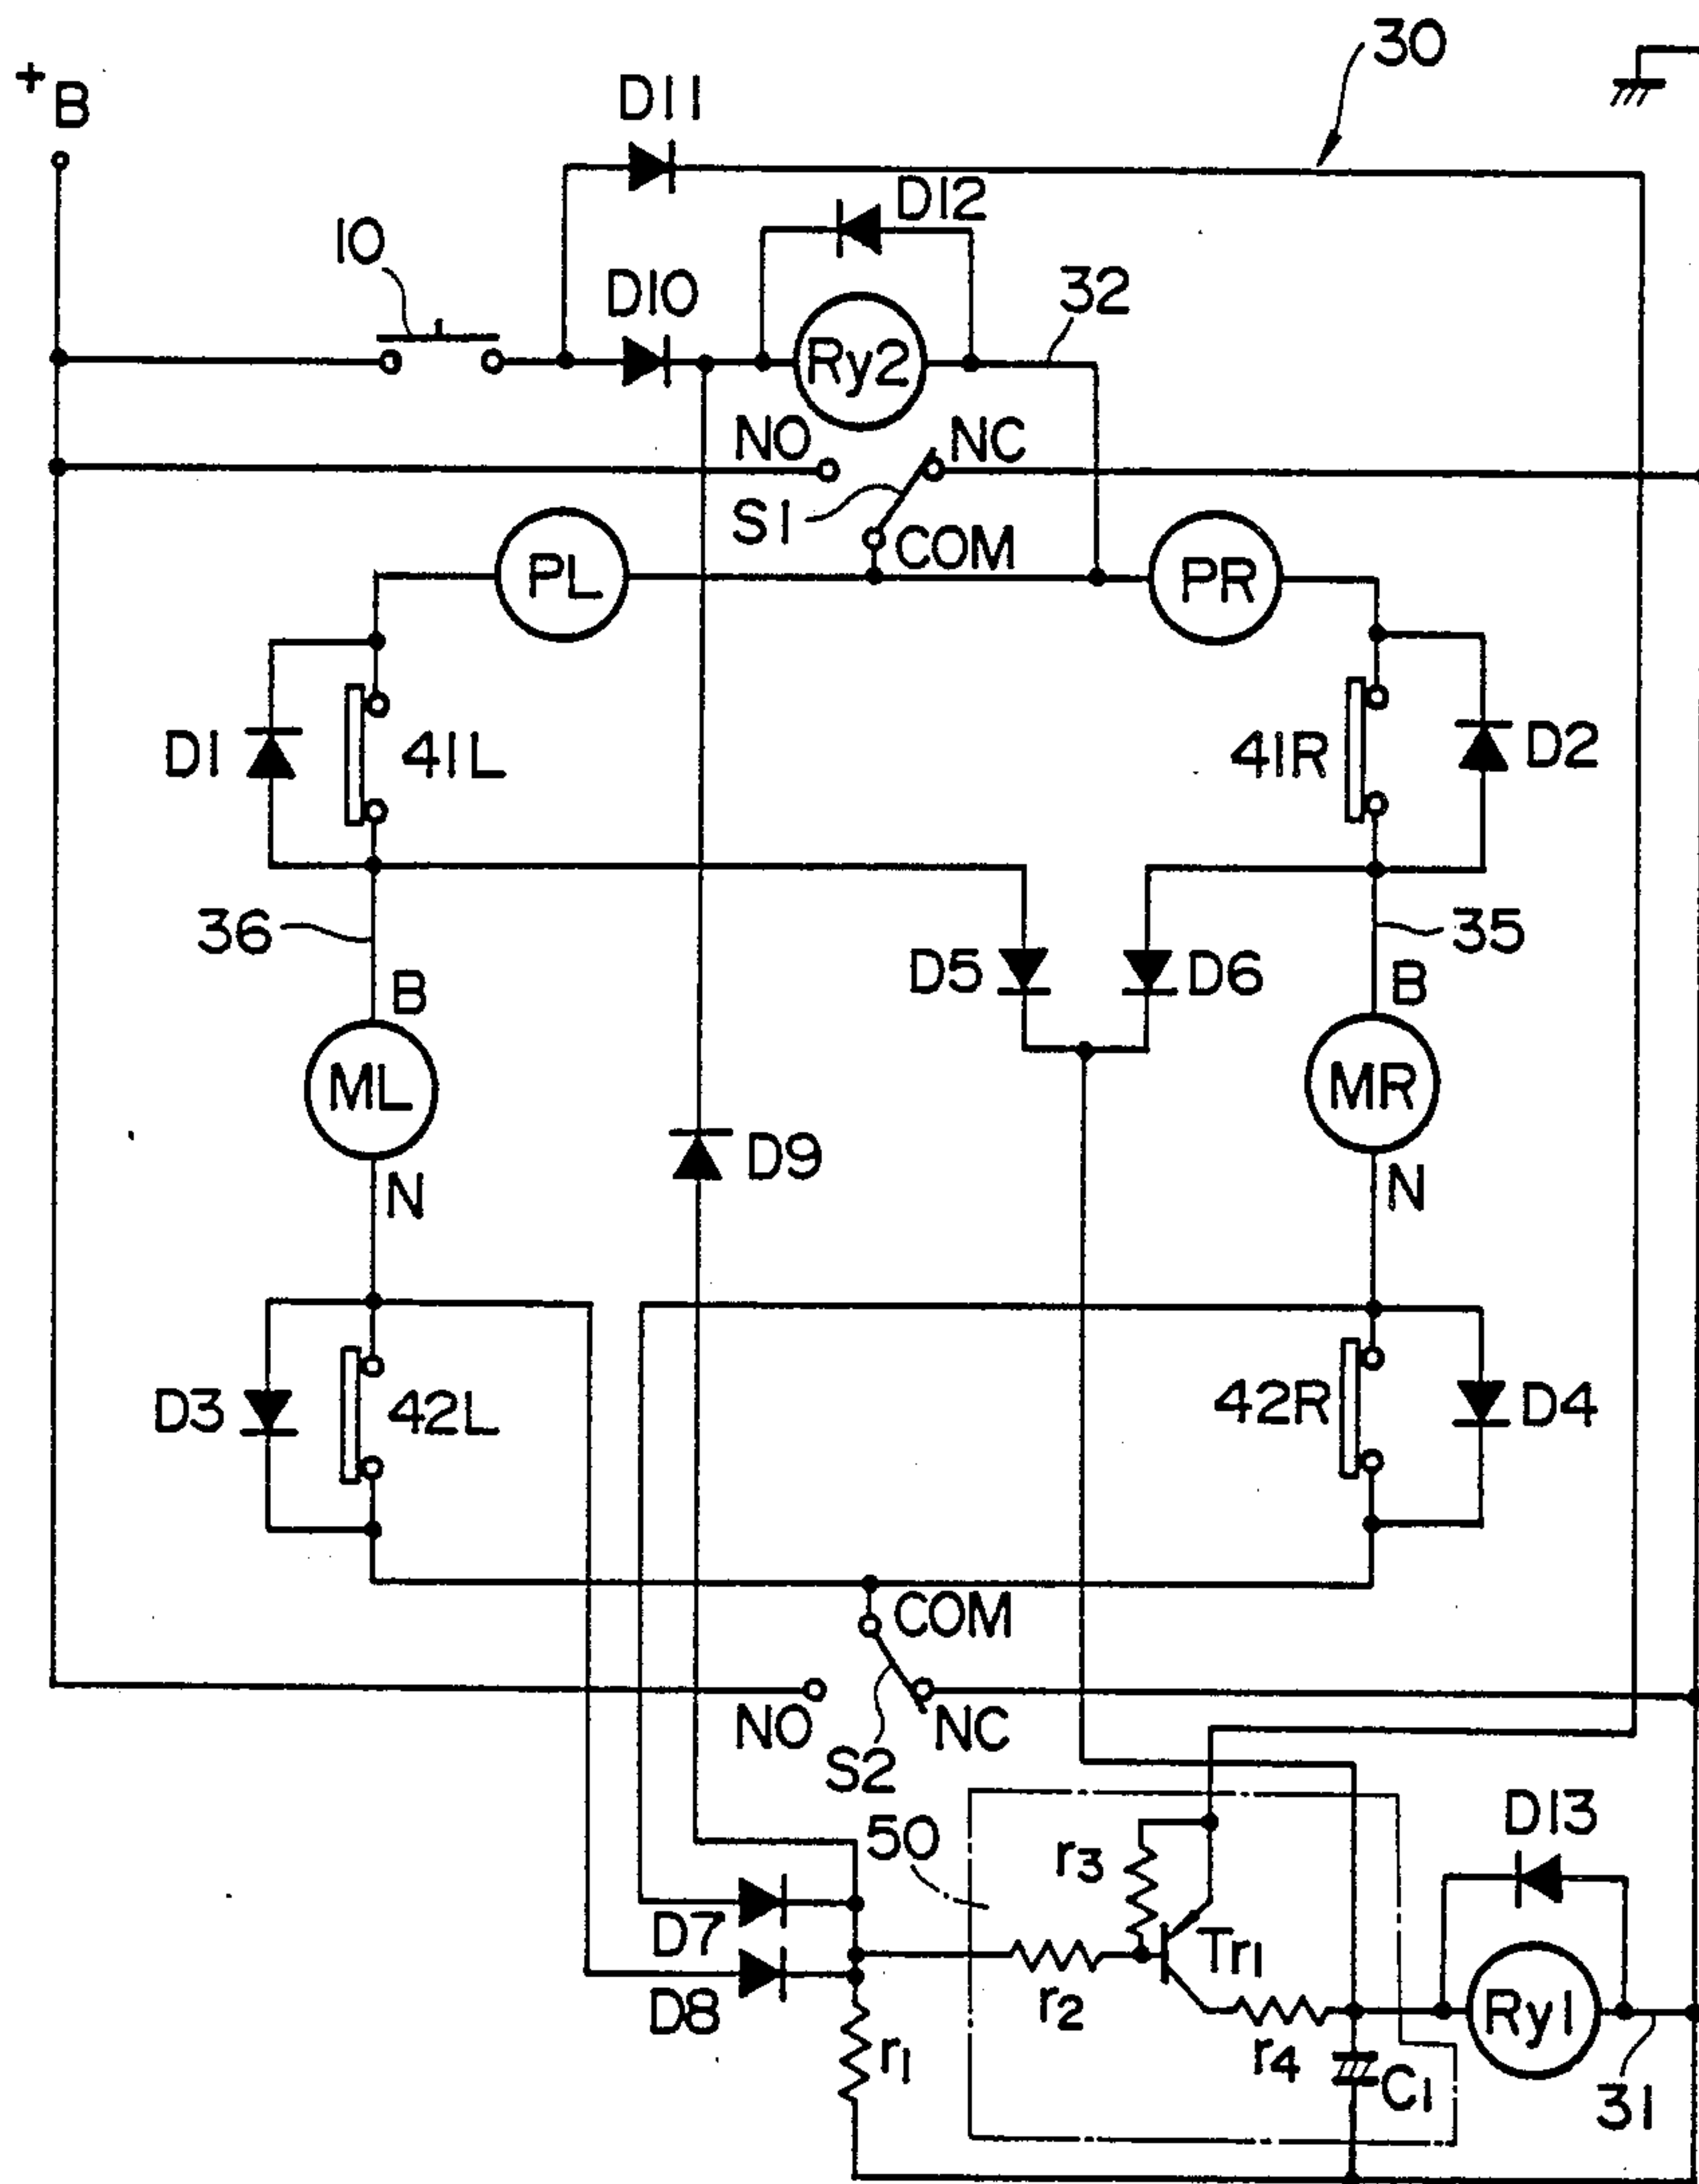 30
+B
D11
D12
10
D10
32
Ry2
NO
NC
S1
COM
PL
PR
D1
41L
41R
D2
36
35
D5
D6
B
B
ML
MR
D9
N
N
D3
42L
42R
D4
COM
NO
NC
S2
D13
50
r3
D7
Tr1
D8
r2
Ry1
r1
r4
C1
31